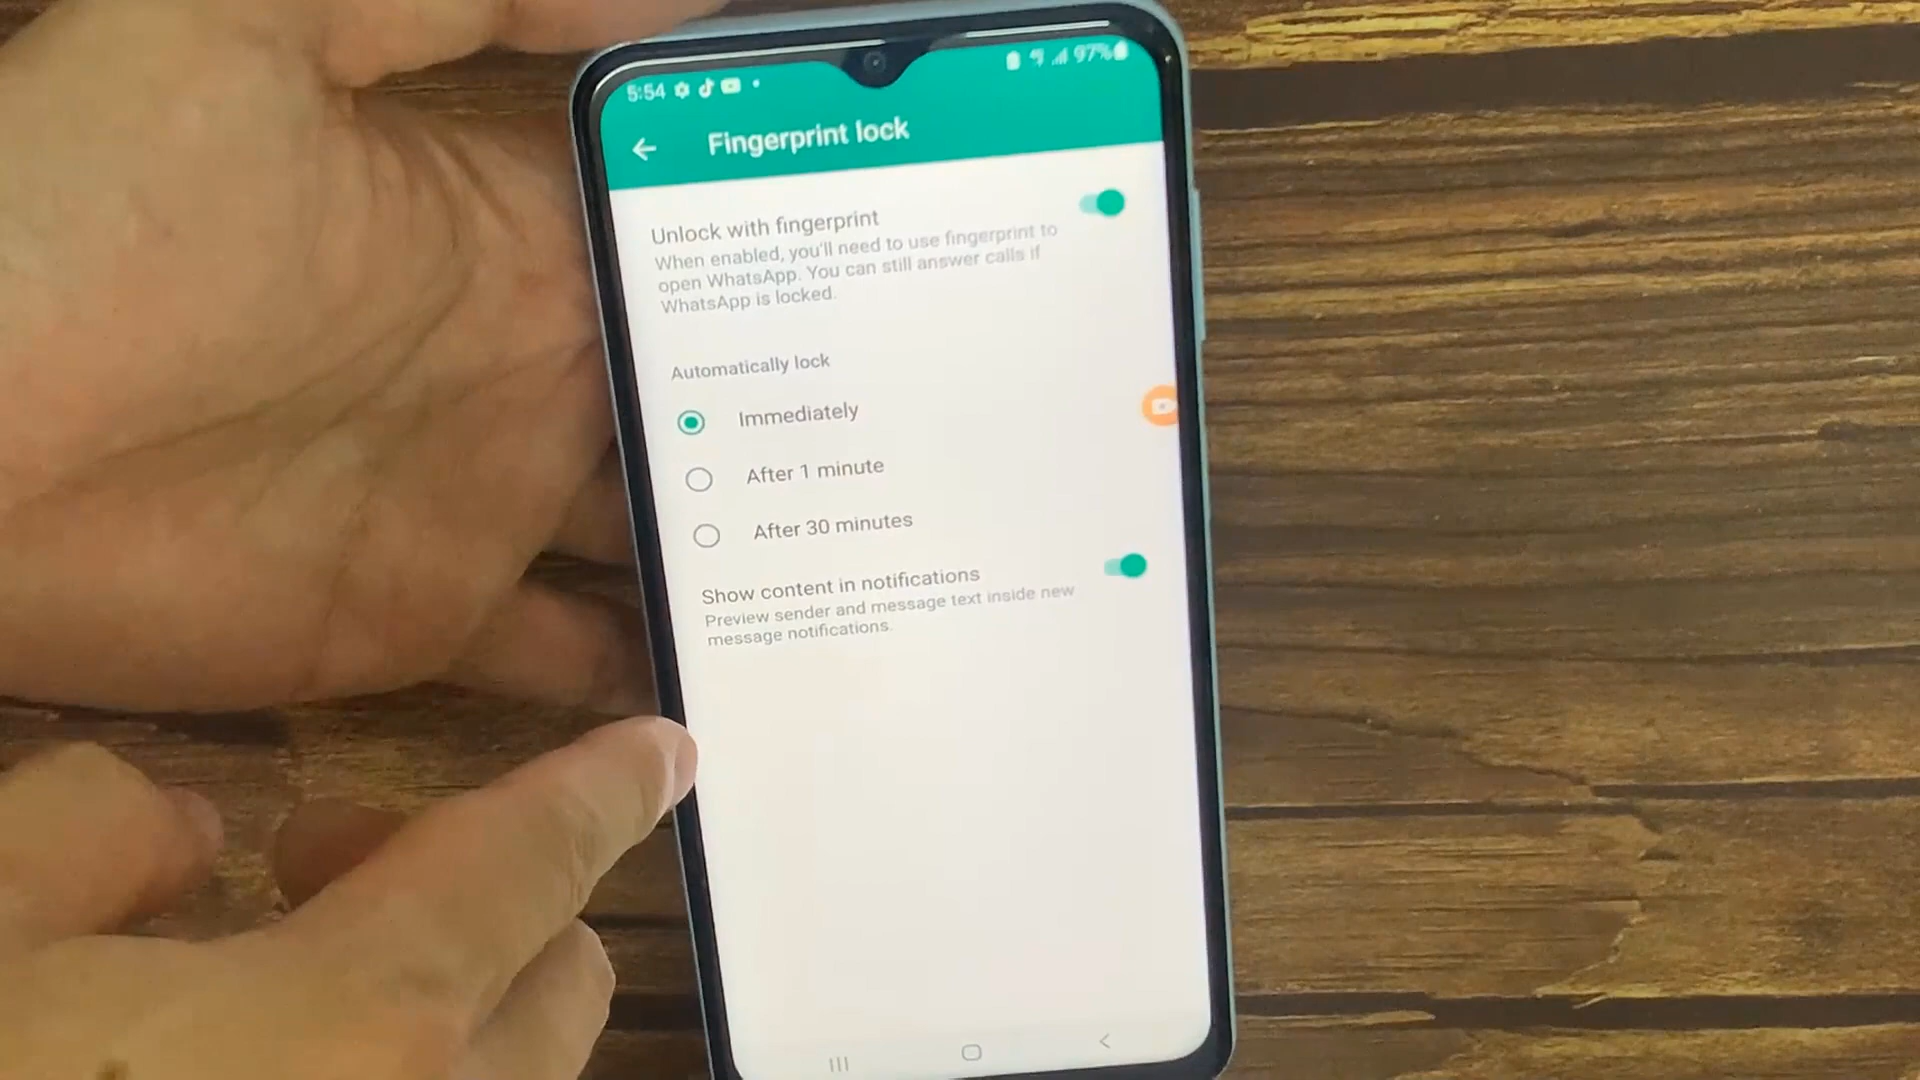 5:54
97%
Fingerprint lock
Unlock with fingerprint
When enabled, you'll need to use fingerprint to
open WhatsApp. You can still answer calls if
WhatsApp is locked.
Automatically lock
Immediately
After 1 minute
After 30 minutes
Show content in notifications
Preview sender and message text inside new
message notifications.